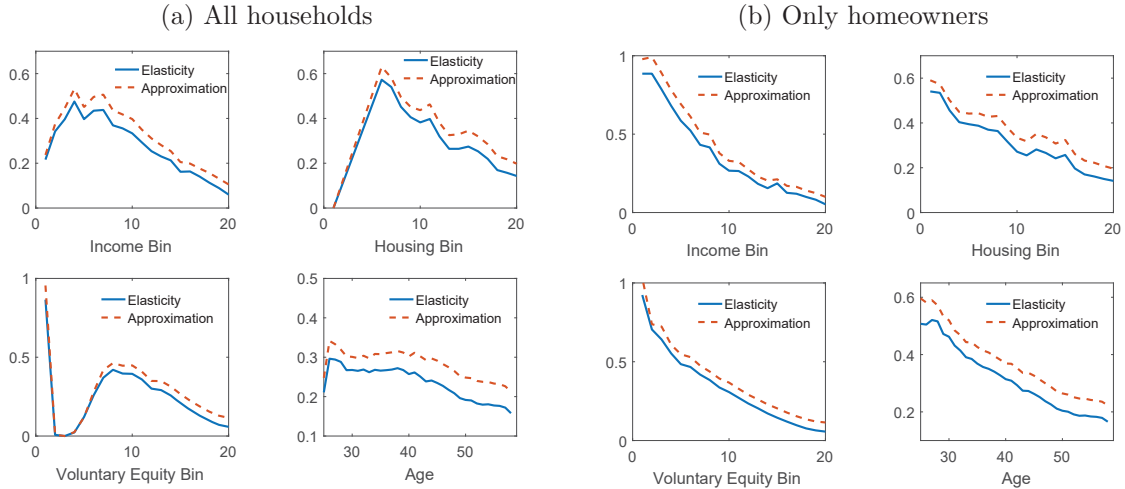 (a) All households
(b) Only homeowners
0.6
0.4
0.2
0
0
10
20
Income Bin
Elasticity
Approximation
0.6
0.4
0.2
0
0
10
20
Housing Bin
Elasticity
Approximation
1
0.5
0
0
10
20
Income Bin
Elasticity
Approximation
0.8
0.6
0.4
0.2
0
0
10
20
Housing Bin
Elasticity
Approximation
1
0.5
0
0
10
20
Voluntary Equity Bin
Elasticity
Approximation
0.5
0.4
0.3
0.2
0.1
30
40
50
Age
Elasticity
Approximation
1
0.5
0
0
10
20
Voluntary Equity Bin
Elasticity
Approximation
0.6
0.4
0.2
30
40
50
Age
Elasticity
Approximation